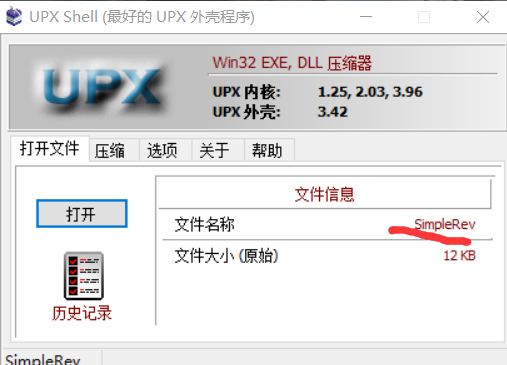 UPX Shell (最好的 UPX 外壳程序)
UPX
Win32 EXE, DLL 压缩器
UPX 内核: 1.25, 2.03, 3.96
UPX 外壳: 3.42
打开文件 压缩 选项 关于 帮助
打开
历史记录
文件信息
文件名称 SimpleRev
文件大小 (原始) 12 KB
SimpleRev